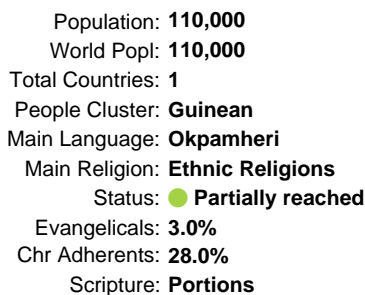 Population: 110,000
World Popl: 110,000
Total Countries: 1
People Cluster: Guinean
Main Language: Okpamheri
Main Religion: Ethnic Religions
Status: Partially reached
Evangelicals: 3.0%
Chr Adherents: 28.0%
Scripture: Portions